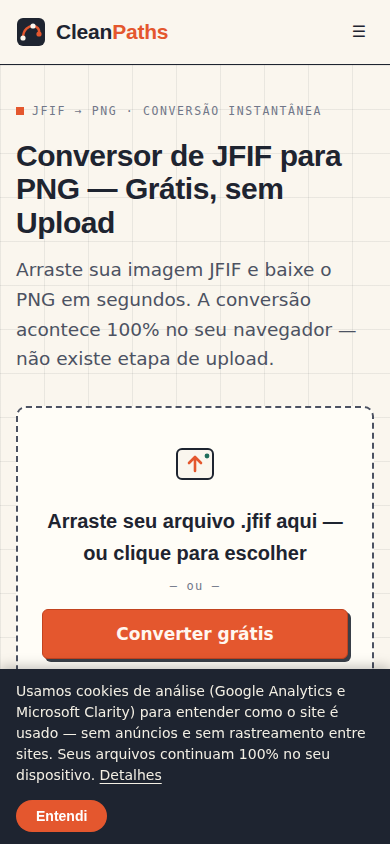 CleanPaths
☰
JFIF → PNG · CONVERSÃO INSTANTÂNEA
Conversor de JFIF para
PNG — Grátis, sem
Upload
Arraste sua imagem JFIF e baixe o
PNG em segundos. A conversão
acontece 100% no seu navegador —
não existe etapa de upload.
Arraste seu arquivo .jfif aqui —
ou clique para escolher
— ou —
Converter grátis
Usamos cookies de análise (Google Analytics e
Microsoft Clarity) para entender como o site é
usado — sem anúncios e sem rastreamento entre
sites. Seus arquivos continuam 100% no seu
dispositivo. Detalhes
Entendi